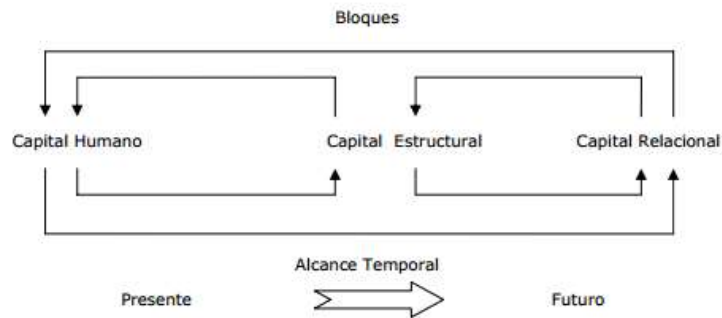 Bloques
Capital Humano
Capital Estructural
Capital Relacional
Alcance Temporal
Presente
Futuro